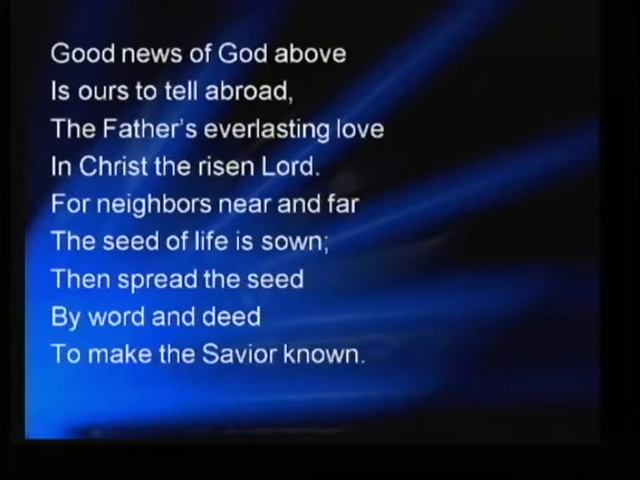 Good news of God above
Is ours to tell abroad,
The Father's everlasting love
In Christ the risen Lord.
For neighbors near and far
The seed of life is sown;
Then spread the seed
By word and deed
To make the Savior known.